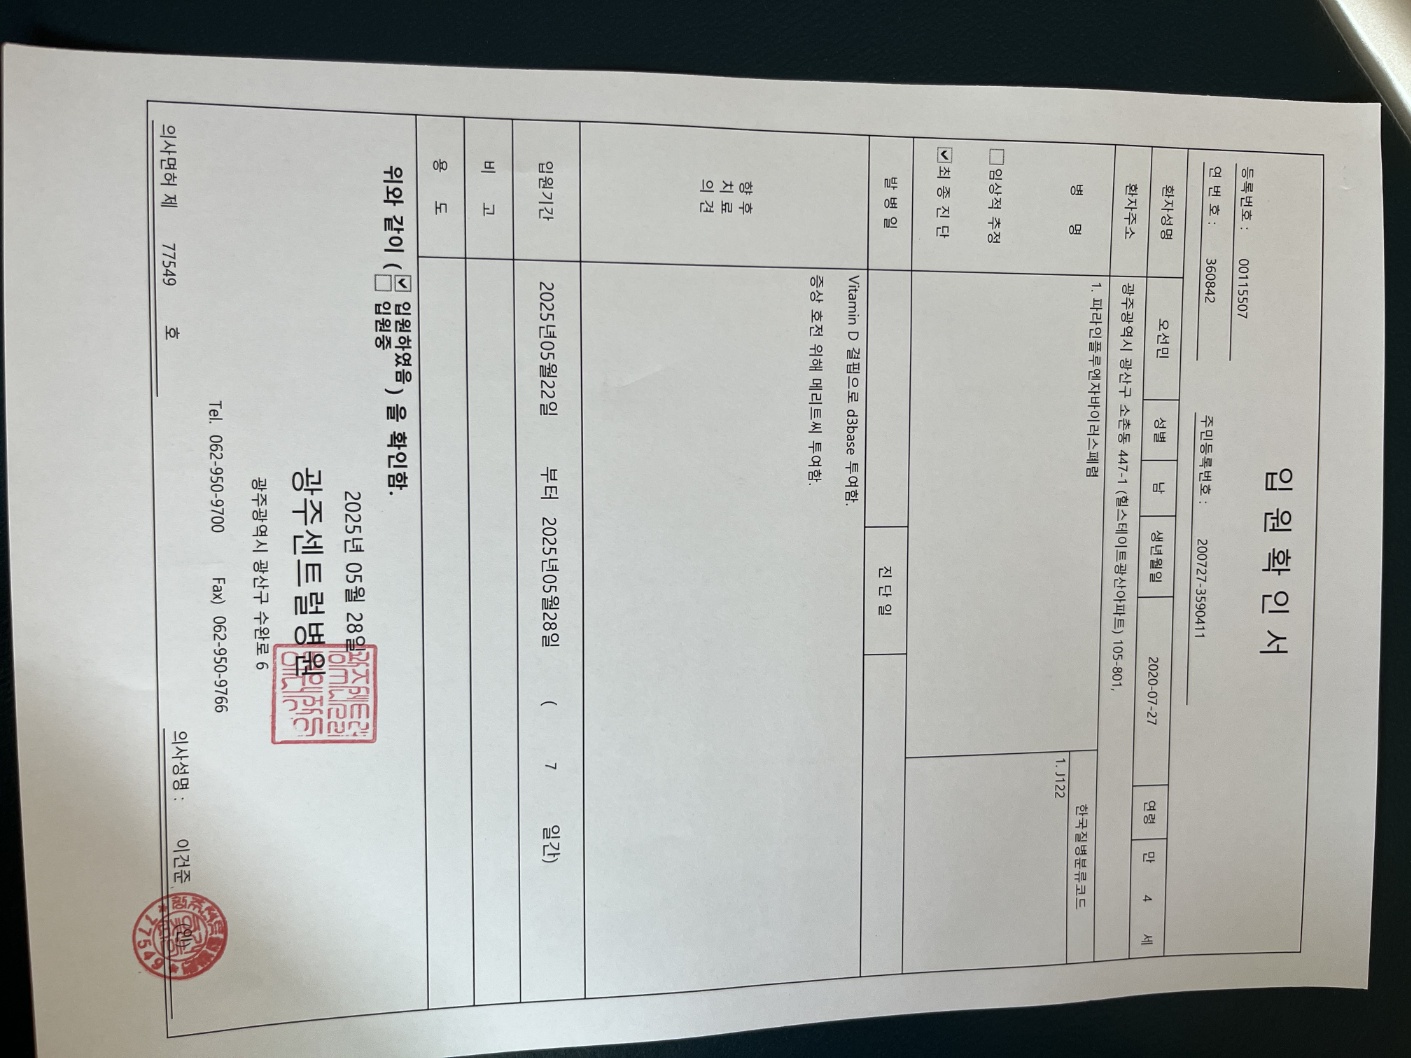 입 원 확 인 서
등록번호 : 00115507
연 번 호 : 360842 주민등록번호 : 200727-3590411
환자성명 오선민 성별 남 생년월일 2020-07-27 연령 만 4 세
환자주소 광주광역시 광산구 소촌동 447-1 (힐스테이트광산아파트) 105-801,
병 명
1. 파라인플루엔자바이러스폐렴
한국질병분류코드
1. J122
임상적 추정
최 종 진 단
발 병 일 진 단 일
향 후
치 료
의 견
Vitamin D 결핍으로 d3base 투여함.
증상 호전 위해 메리트씨 투여함.
입원기간 2025년05월22일 부터 2025년05월28일 ( 7 일간)
비 고
용 도
위와 같이 ( 입원하였음 ) 을 확인함.
입원중
2025년 05월 28일
광주센트럴병원
광주광역시 광산구 수완로 6
Tel. 062-950-9700 Fax) 062-950-9766
의사면허 제 77549 호 의사성명 : 이건준 (인)
77549